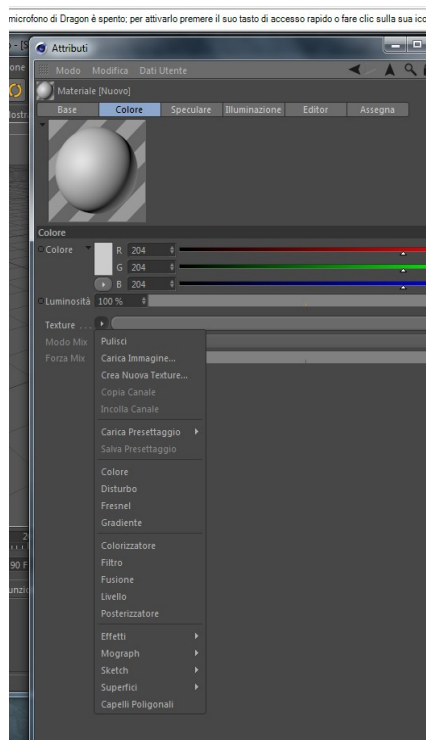 microfono di Dragon è spento; per attivarlo premere il suo tasto di accesso rapido o fare clic sulla sua
Attributi
Modo Modifica Dati Utente
Materiale [Nuovo]
Base Colore Speculare Illuminazione Editor Assegna
Colore
Colore R 204
G 204
B 204
Luminosità 100 %
Texture . . .
Modo Mix
Forza Mix
Pulisci
Carica Immagine...
Crea Nuova Texture...
Copia Canale
Incolla Canale
Carica Presettaggio
Salva Presettaggio
Colore
Disturbo
Fresnel
Gradiente
Colorizzatore
Filtro
Fusione
Livello
Posterizzatore
Effetti
Mograph
Sketch
Superfici
Capelli Poligonali
90 F